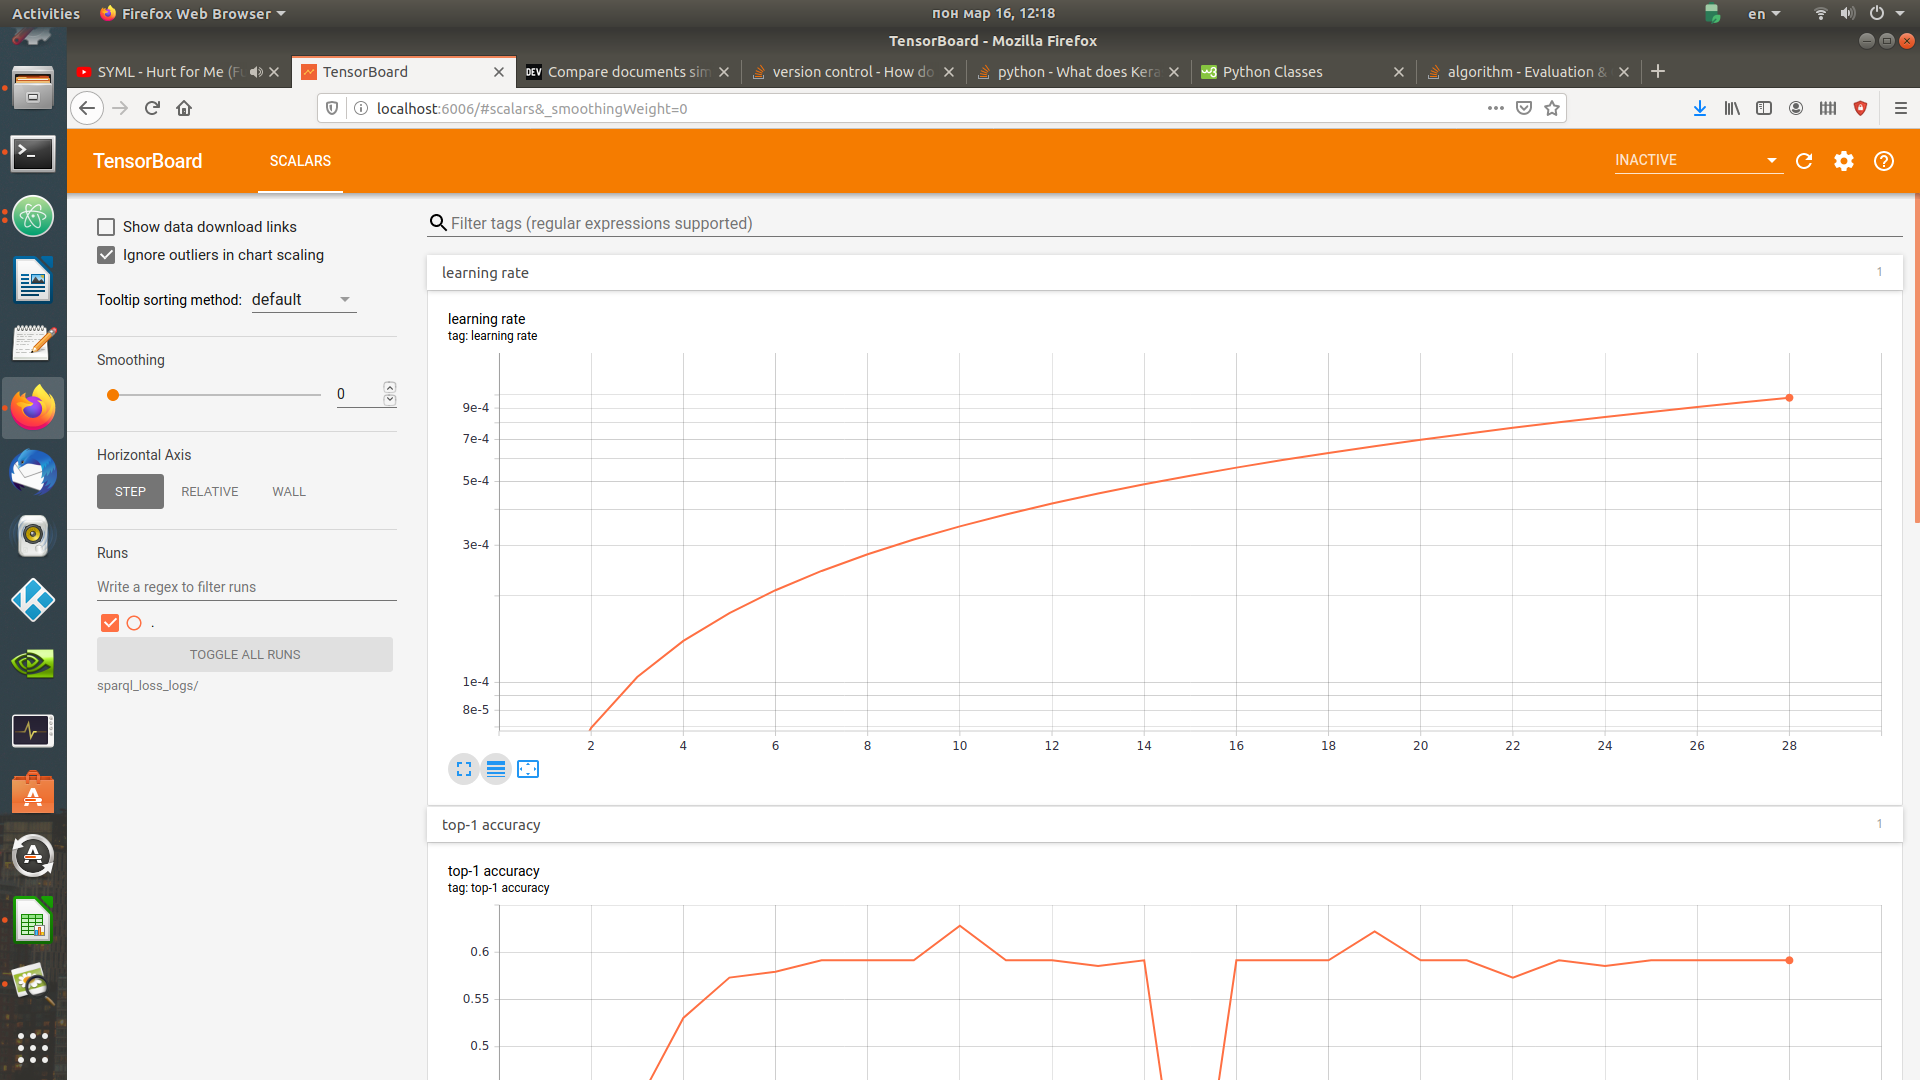 Activities
Firefox Web Browser
пон мар 16, 12:18
en
TensorBoard - Mozilla Firefox
SYML - Hurt for Me (Fu
TensorBoard
DEV Compare documents sim
version control - How do
python - What does Kera
w3 Python Classes
algorithm - Evaluation &
localhost:6006/#scalars&_smoothingWeight=0
TensorBoard
SCALARS
INACTIVE
Show data download links
Ignore outliers in chart scaling
Tooltip sorting method: default
Smoothing
0
Horizontal Axis
STEP RELATIVE WALL
Runs
Write a regex to filter runs
.
TOGGLE ALL RUNS
sparql_loss_logs/
Filter tags (regular expressions supported)
learning rate
1
learning rate
tag: learning rate
9e-4
7e-4
5e-4
3e-4
1e-4
8e-5
2 4 6 8 10 12 14 16 18 20 22 24 26 28
top-1 accuracy
1
top-1 accuracy
tag: top-1 accuracy
0.6
0.55
0.5